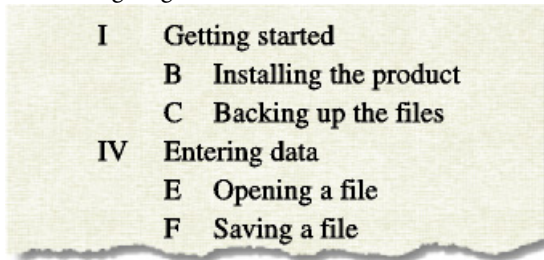 I Getting started
B Installing the product
C Backing up the files
IV Entering data
E Opening a file
F Saving a file